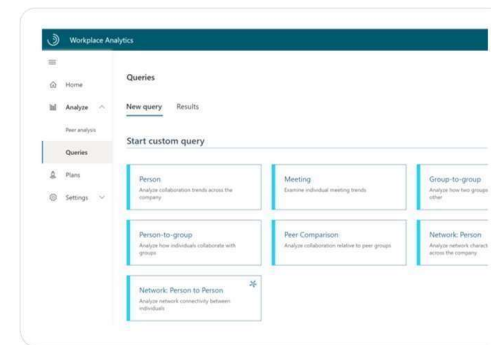 Workplace Analytics
Home
Analyze
Peer analysis
Queries
Plans
Settings
Queries
New query Results
Start custom query
Person
Analyze collaboration trends across the
company
Meeting
Examine individual meeting trends
Group-to-group
Analyze how two groups
other
Person-to-group
Analyze how individuals collaborate with
groups
Peer Comparison
Analyze collaboration relative to peer groups
Network: Person
Analyze network charact
across the company
Network: Person to Person
Analyze network connectivity between
individuals